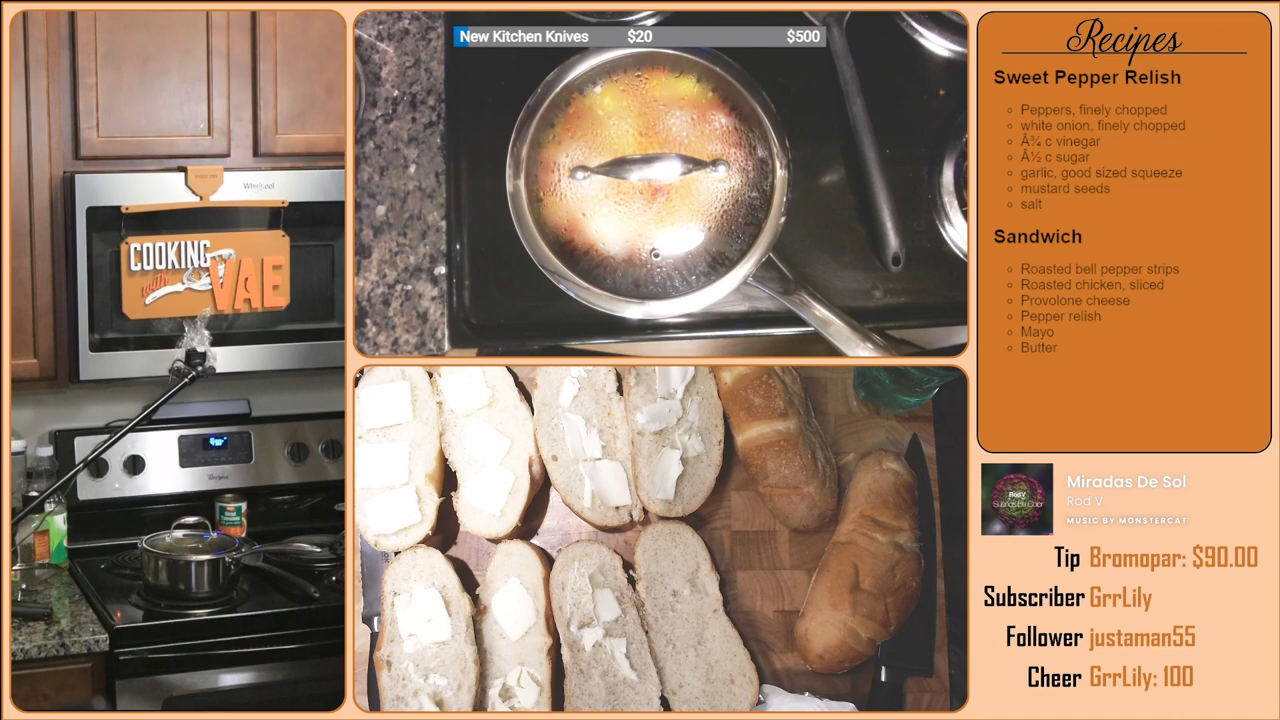 New Kitchen Knives $20 $500
Whirlpool
COOKING
with
VAE
Whirlpool
Recipes
Sweet Pepper Relish
Peppers, finely chopped
white onion, finely chopped
Â¾ c vinegar
Â½ c sugar
garlic, good sized squeeze
mustard seeds
salt
Sandwich
Roasted bell pepper strips
Roasted chicken, sliced
Provolone cheese
Pepper relish
Mayo
Butter
Rod V
Miradas De Sol
Rod V
MUSIC BY MONSTERCAT
Tip Bromopar: $90.00
Subscriber GrrLily
Follower justaman55
Cheer GrrLily: 100